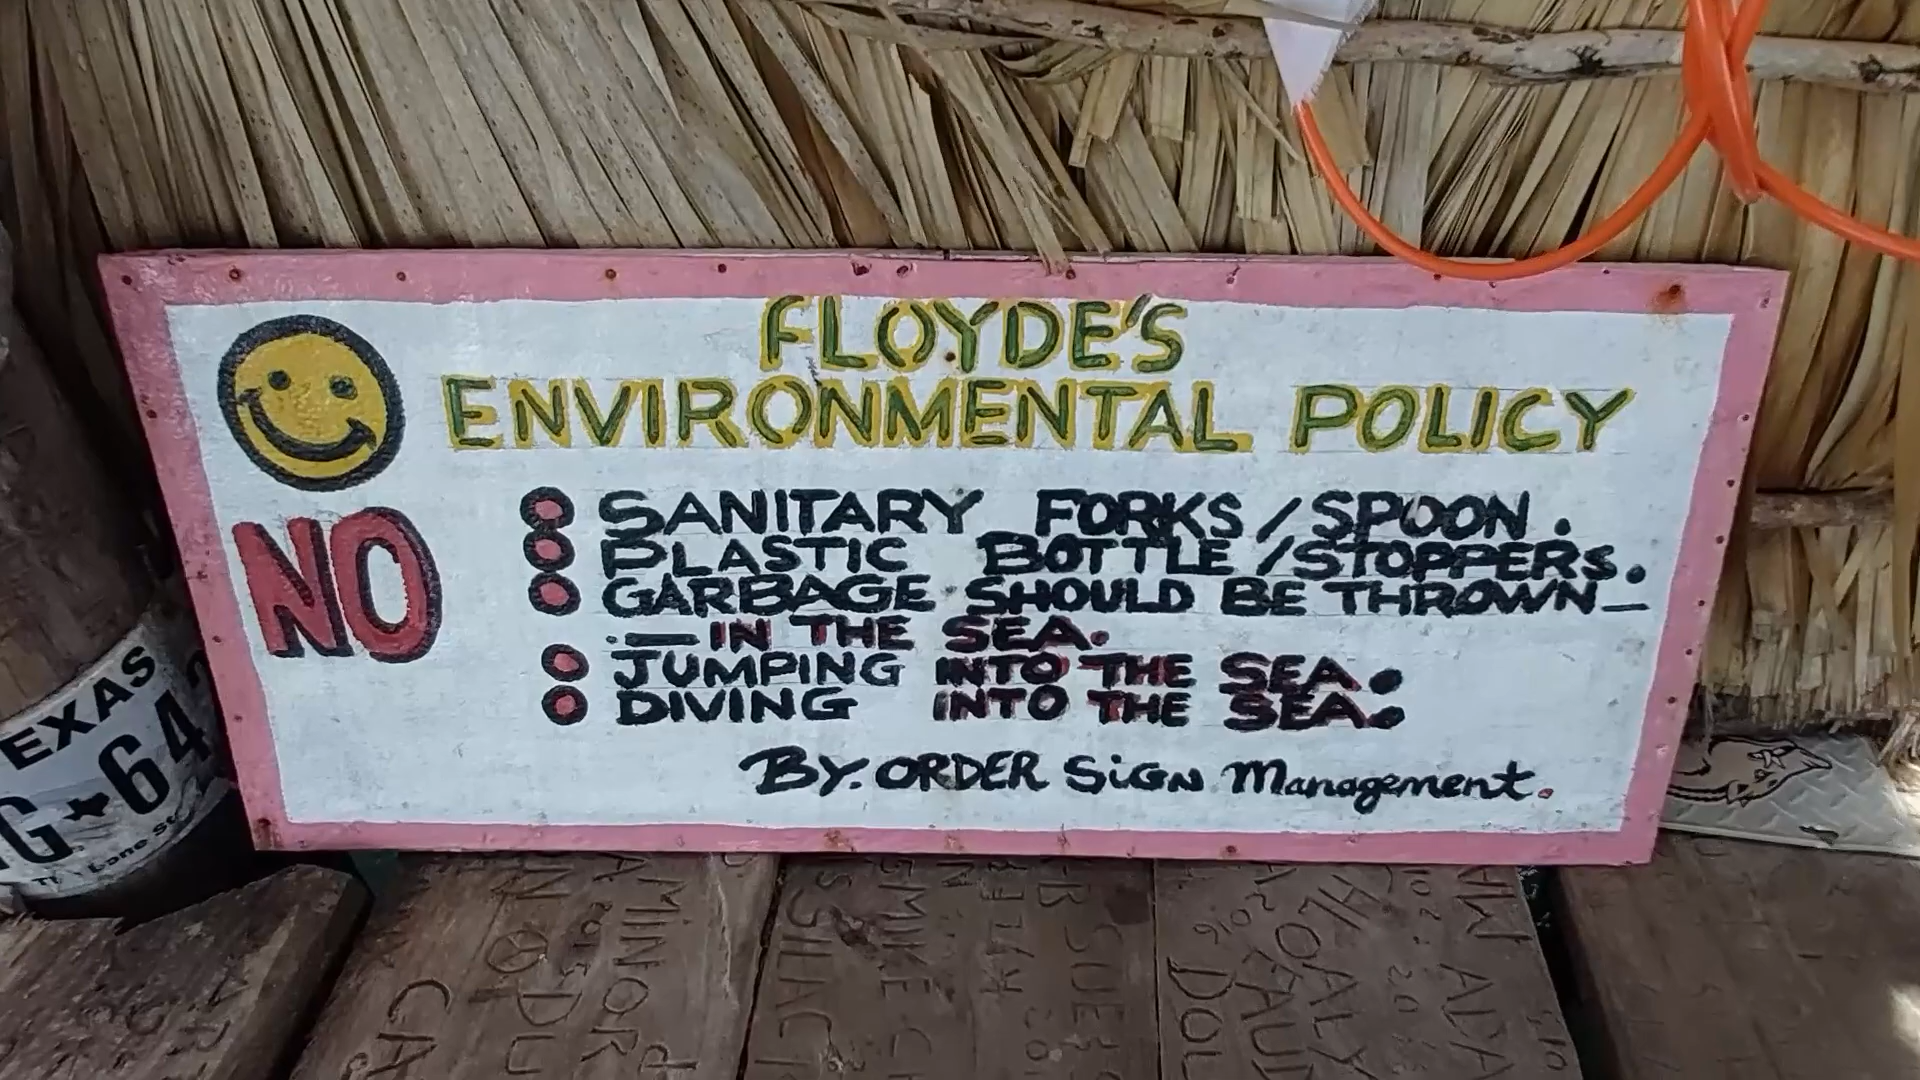 FLOYDE'S
ENVIRONMENTAL POLICY
NO
SANITARY FORKS/SPOON.
PLASTIC BOTTLE/STOPPERS.
GARBAGE SHOULD BE THROWN—
—IN THE SEA.
JUMPING INTO THE SEA.
DIVING INTO THE SEA.
BY. ORDER SiGN Management.
TEXAS
G★64